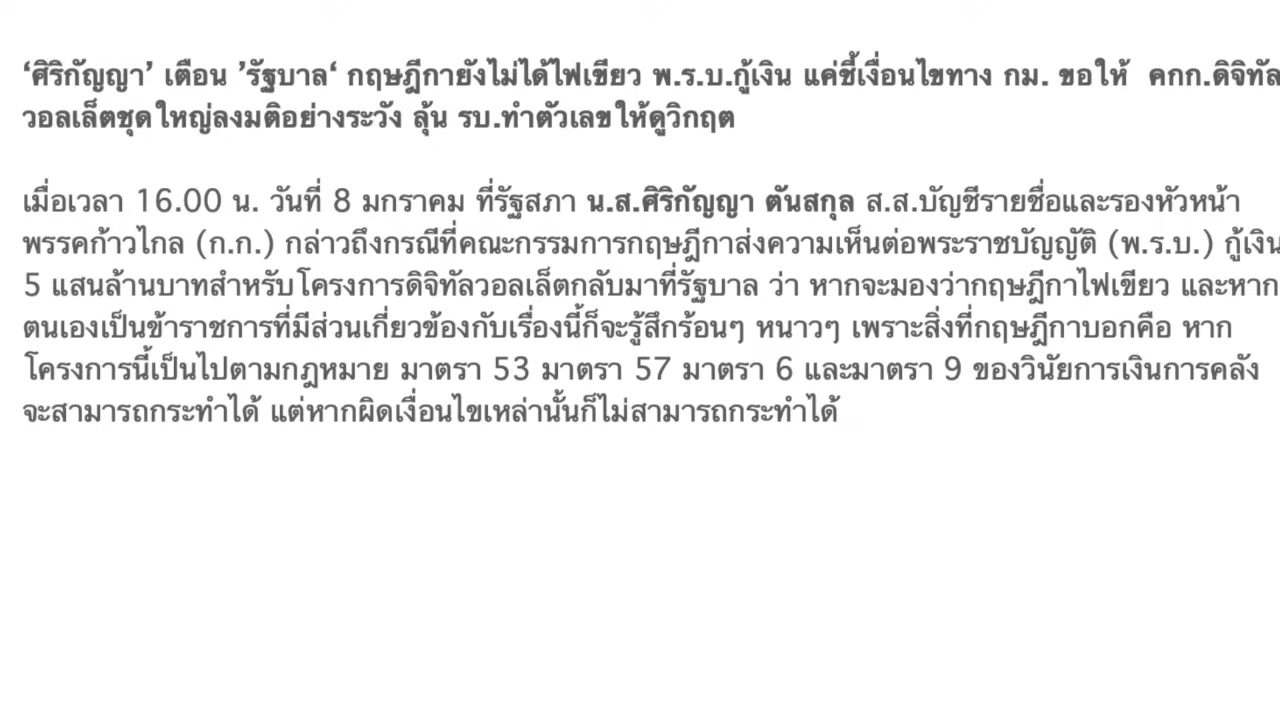 ‘ศิริกัญญา’ เตือน ’รัฐบาล‘ กฤษฎีกายังไม่ได้ไฟเขียว พ.ร.บ.กู้เงิน แค่ชี้เงื่อนไขทาง กม. ขอให้ คกก.ดิจิทัล
วอลเล็ตชุดใหญ่ลงมติอย่างระวัง ลุ้น รบ.ทำตัวเลขให้ดูวิกฤต
เมื่อเวลา 16.00 น. วันที่ 8 มกราคม ที่รัฐสภา น.ส.ศิริกัญญา ตันสกุล ส.ส.บัญชีรายชื่อและรองหัวหน้า
พรรคก้าวไกล (ก.ก.) กล่าวถึงกรณีที่คณะกรรมการกฤษฎีกาส่งความเห็นต่อพระราชบัญญัติ (พ.ร.บ.) กู้เงิน
5 แสนล้านบาทสำหรับโครงการดิจิทัลวอลเล็ตกลับมาที่รัฐบาล ว่า หากจะมองว่ากฤษฎีกาไฟเขียว และหาก
ตนเองเป็นข้าราชการที่มีส่วนเกี่ยวข้องกับเรื่องนี้ก็จะรู้สึกร้อนๆ หนาวๆ เพราะสิ่งที่กฤษฎีกาบอกคือ หาก
โครงการนี้เป็นไปตามกฎหมาย มาตรา 53 มาตรา 57 มาตรา 6 และมาตรา 9 ของวินัยการเงินการคลัง
จะสามารถกระทำได้ แต่หากผิดเงื่อนไขเหล่านั้นก็ไม่สามารถกระทำได้